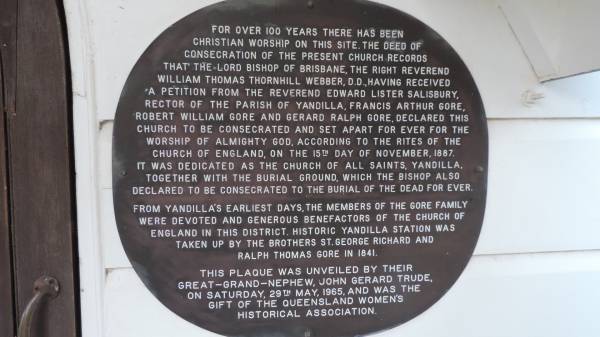 FOR OVER 100 YEARS THERE HAS BEEN
CHRISTIAN WORSHIP ON THIS SITE. THE DEED OF
CONSECRATION OF THE PRESENT CHURCH RECORDS
THAT THE LORD BISHOP OF BRISBANE, THE RIGHT REVEREND
WILLIAM THOMAS THORNHILL WEBBER, D.D., HAVING RECEIVED
A PETITION FROM THE REVEREND EDWARD LISTER SALISBURY,
RECTOR OF THE PARISH OF YANDILLA, FRANCIS ARTHUR GORE,
ROBERT WILLIAM GORE AND GERARD RALPH GORE, DECLARED THIS
CHURCH TO BE CONSECRATED AND SET APART FOR EVER FOR THE
WORSHIP OF ALMIGHTY GOD, ACCORDING TO THE RITES OF THE
CHURCH OF ENGLAND, ON THE 15TH DAY OF NOVEMBER, 1887.
IT WAS DEDICATED AS THE CHURCH OF ALL SAINTS, YANDILLA,
TOGETHER WITH THE BURIAL GROUND, WHICH THE BISHOP ALSO
DECLARED TO BE CONSECRATED TO THE BURIAL OF THE DEAD FOR EVER.
FROM YANDILLA'S EARLIEST DAYS, THE MEMBERS OF THE GORE FAMILY
WERE DEVOTED AND GENEROUS BENEFACTORS OF THE CHURCH OF
ENGLAND IN THIS DISTRICT. HISTORIC YANDILLA STATION WAS
TAKEN UP BY THE BROTHERS ST. GEORGE RICHARD AND
RALPH THOMAS GORE IN 1841.
THIS PLAQUE WAS UNVEILED BY THEIR
GREAT-GRAND-NEPHEW, JOHN GERARD TRUDE,
ON SATURDAY, 29TH MAY, 1965, AND WAS THE
GIFT OF THE QUEENSLAND WOMEN'S
HISTORICAL ASSOCIATION.